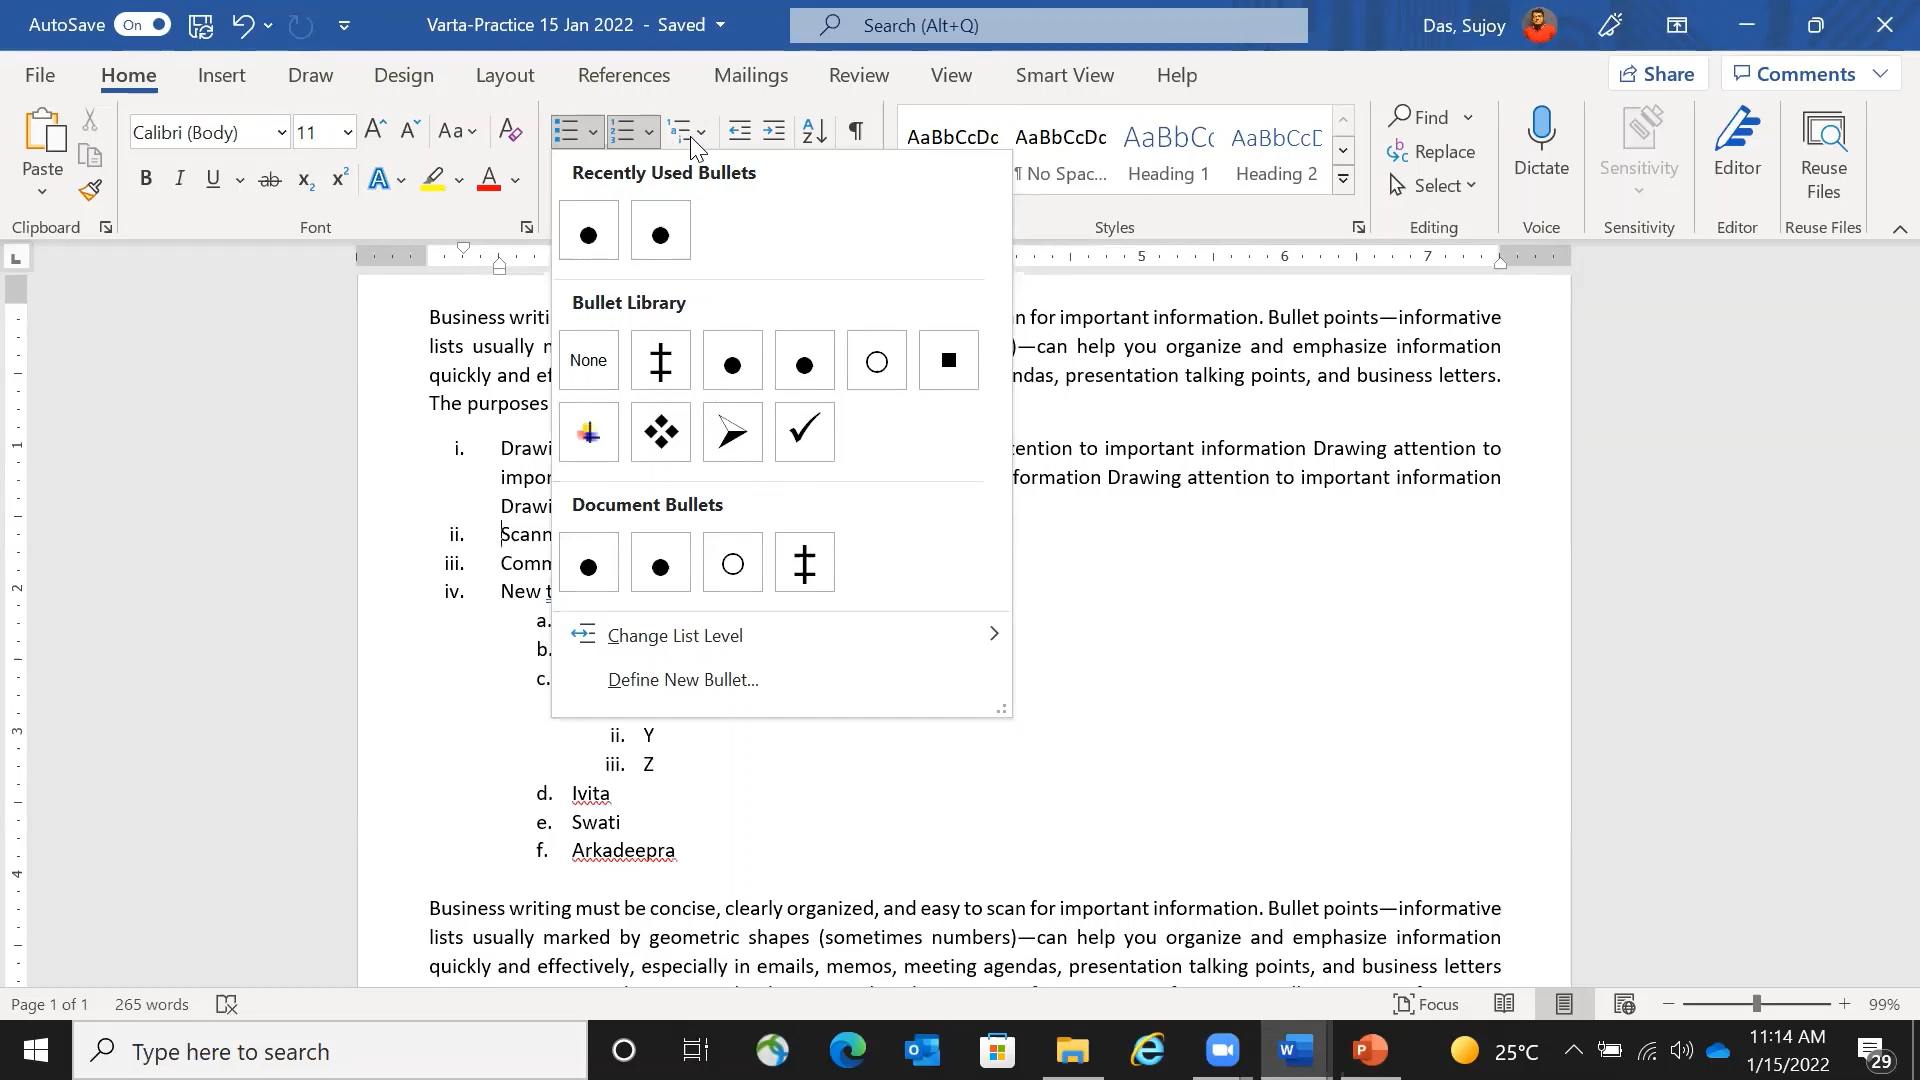 AutoSave On Varta-Practice 15 Jan 2022 - Saved Search (Alt+Q) Das, Sujoy
File Home Insert Draw Design Layout References Mailings Review View Smart View Help Share Comments
Calibri (Body) 11 Aa AaBbCcDc AaBbCcDc AaBbCc AaBbCcD Find
Paste ¶ No Spac... Heading 1 Heading 2 Replace
Select
Dictate Sensitivity Editor Reuse Files
Clipboard Font Styles Editing Voice Sensitivity Editor Reuse Files
Recently Used Bullets
Bullet Library
None
Document Bullets
Change List Level
Define New Bullet...
5 6 7
Business writi n for important information. Bullet points—informative
lists usually m )—can help you organize and emphasize information
quickly and ef ndas, presentation talking points, and business letters.
The purposes
i. Drawi ention to important information Drawing attention to
impor formation Drawing attention to important information
Drawi
ii. Scann
iii. Comm
iv. New t
a.
b.
c.
ii. Y
iii. Z
d. Ivita
e. Swati
f. Arkadeepra
Business writing must be concise, clearly organized, and easy to scan for important information. Bullet points—informative
lists usually marked by geometric shapes (sometimes numbers)—can help you organize and emphasize information
quickly and effectively, especially in emails, memos, meeting agendas, presentation talking points, and business letters
1
2
3
4
Page 1 of 1 265 words Focus 99%
Type here to search 25°C 11:14 AM
1/15/2022 29